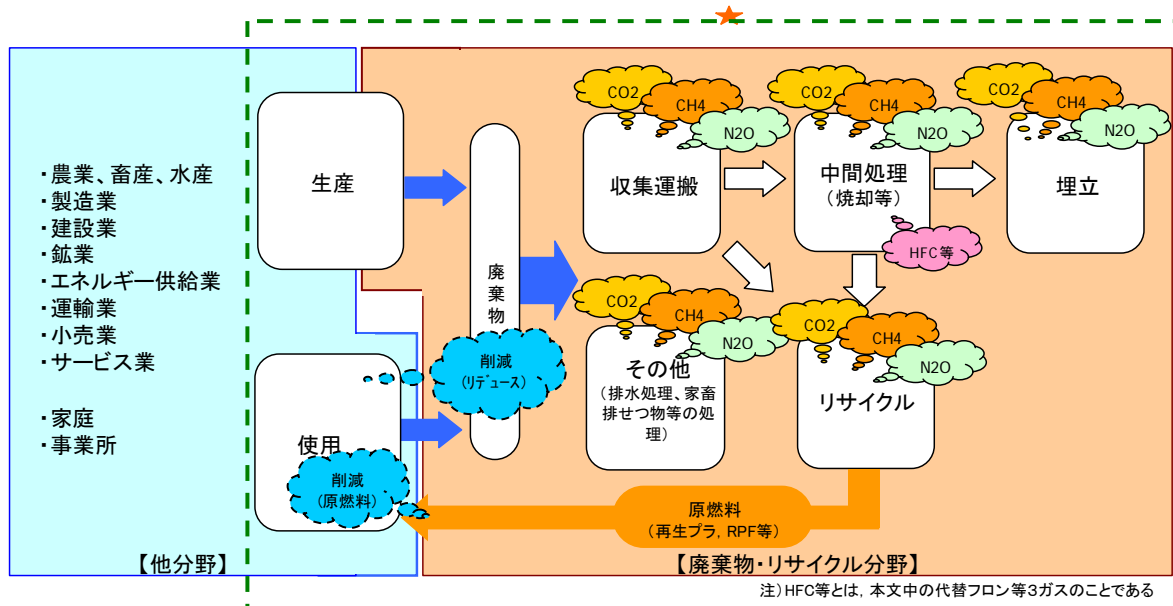 ・農業、畜産、水産
・製造業
・建設業
・鉱業
・エネルギー供給業
・運輸業
・小売業
・サービス業
・家庭
・事業所
【他分野】
生産
使用
削減
(原燃料)
廃棄物
削減
(リデュース)
CO2
CH4
N2O
収集運搬
CO2
CH4
N2O
中間処理
(焼却等)
HFC等
CO2
CH4
N2O
埋立
CO2
CH4
N2O
その他
(排水処理、家畜
排せつ物等の処
理)
CO2
CH4
N2O
リサイクル
原燃料
(再生プラ, RPF等)
【廃棄物・リサイクル分野】
注)HFC等とは, 本文中の代替フロン等3ガスのことである